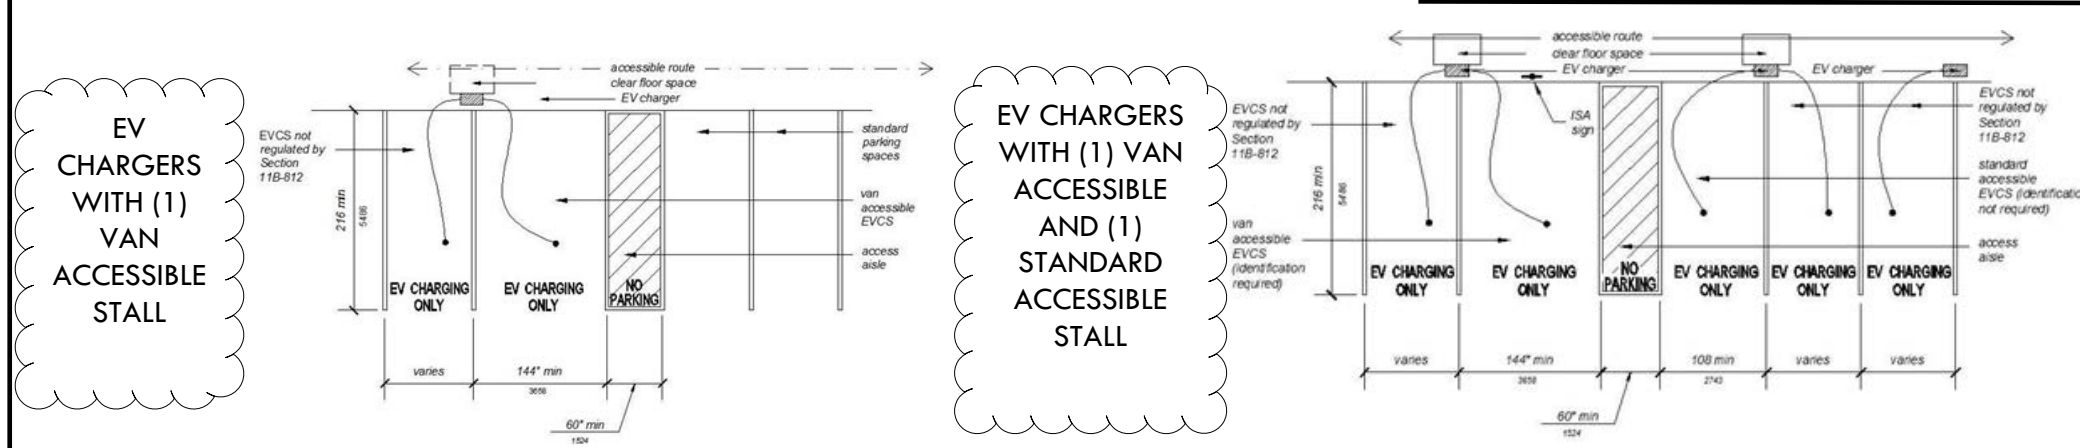 EV
CHARGERS
WITH (1)
VAN
ACCESSIBLE
STALL
accessible route
clear floor space
EV charger
EVCS not
regulated by
Section
11B-812
standard
parking
spaces
216 min
5486
van
accessible
EVCS
access
aisle
EV CHARGING
ONLY
EV CHARGING
ONLY
NO
PARKING
varies
144" min
3658
60" min
1524
EV CHARGERS
WITH (1) VAN
ACCESSIBLE
AND (1)
STANDARD
ACCESSIBLE
STALL
accessible route
clear floor space
EV charger
EV charger
EVCS not
regulated by
Section
11B-812
ISA
sign
EVCS not
regulated by
Section
11B-812
216 min
5486
standard
accessible
EVCS (identificatio
not required)
van
accessible
EVCS
(identification
required)
access
aisle
EV CHARGING
ONLY
EV CHARGING
ONLY
NO
PARKING
EV CHARGING
ONLY
EV CHARGING
ONLY
EV CHARGING
ONLY
varies
144" min
3658
108 min
2743
varies
varies
60" min
1524